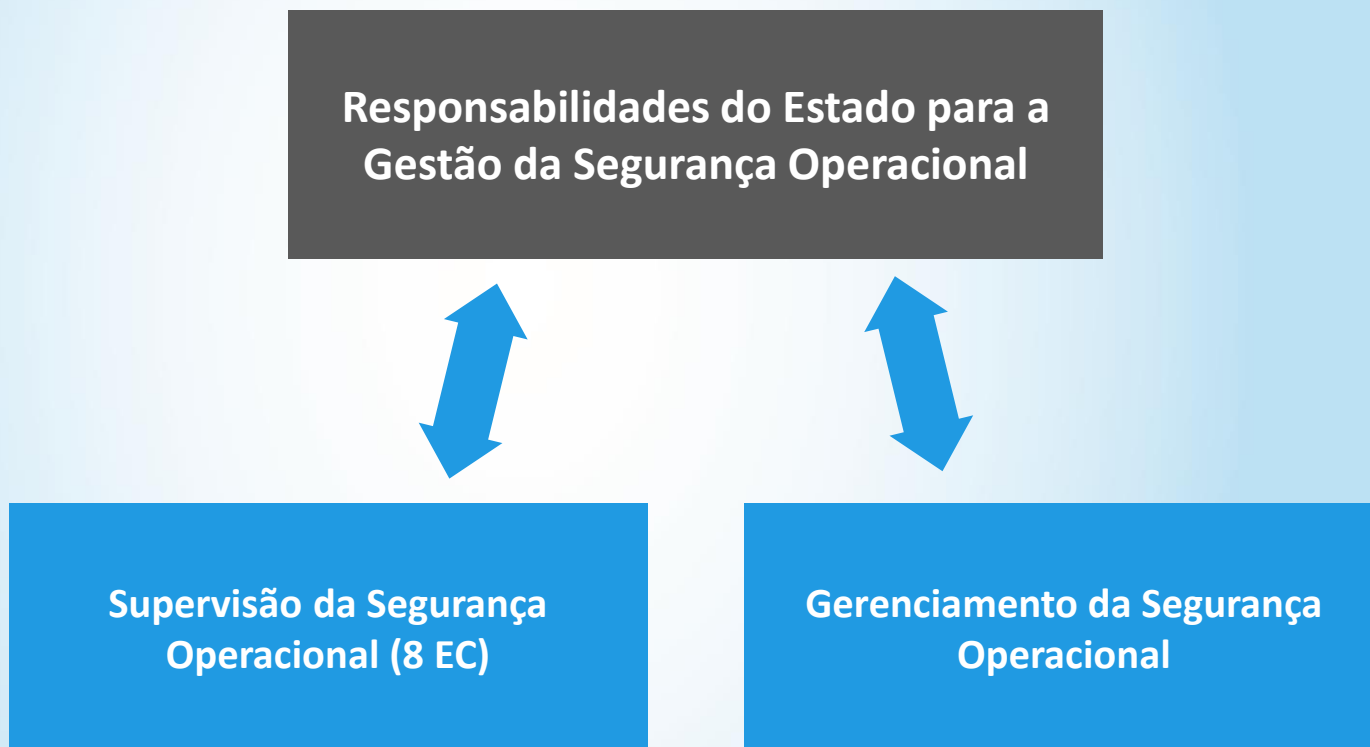 Responsabilidades do Estado para a
Gestão da Segurança Operacional
Supervisão da Segurança
Operacional (8 EC)
Gerenciamento da Segurança
Operacional